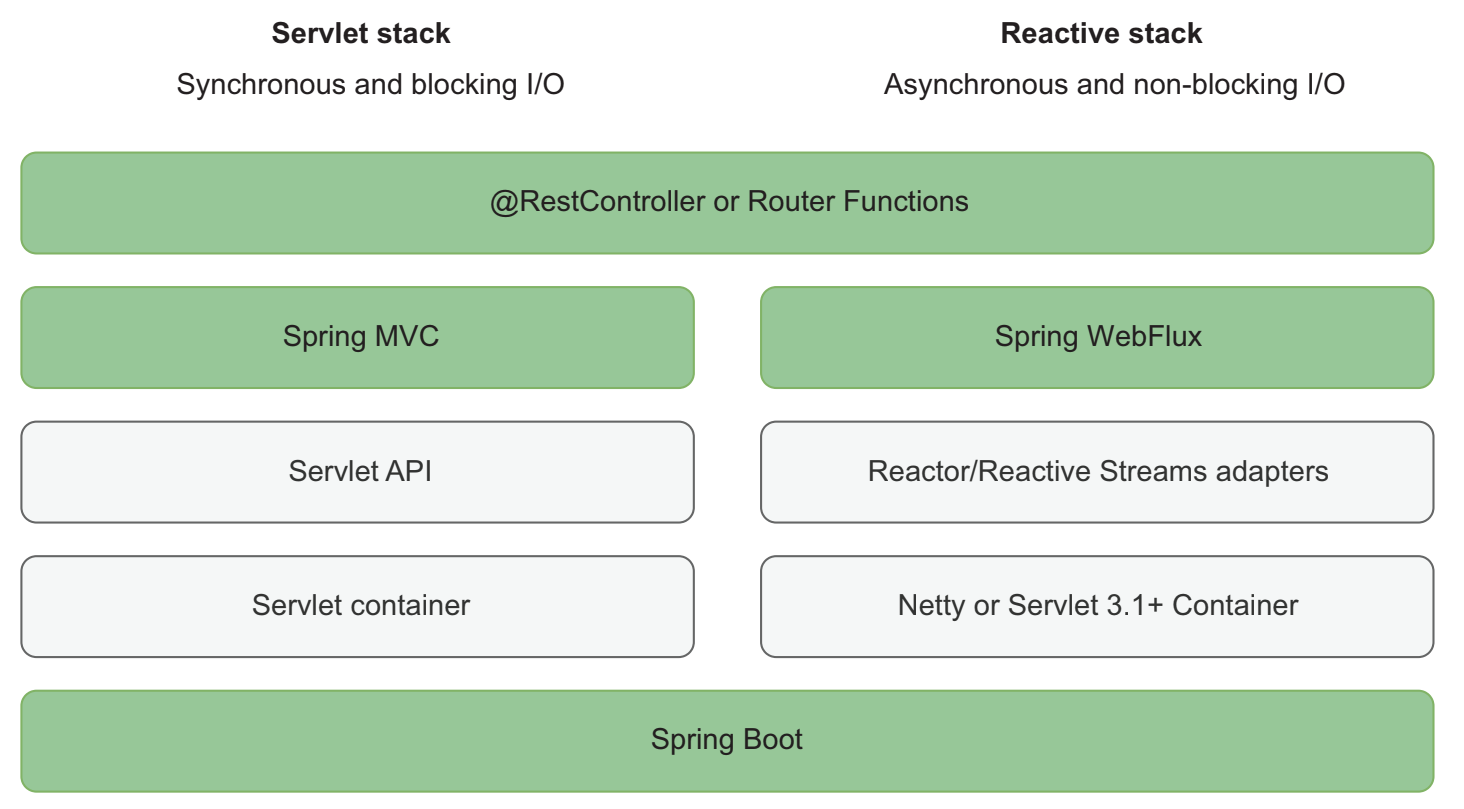 Servlet stack
Synchronous and blocking I/O
Reactive stack
Asynchronous and non-blocking I/O
@RestController or Router Functions
Spring MVC
Spring WebFlux
Servlet API
Reactor/Reactive Streams adapters
Servlet container
Netty or Servlet 3.1+ Container
Spring Boot